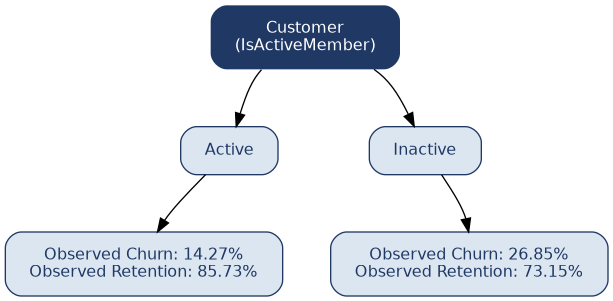 Customer
(IsActiveMember)
Active
Inactive
Observed Churn: 14.27%
Observed Retention: 85.73%
Observed Churn: 26.85%
Observed Retention: 73.15%